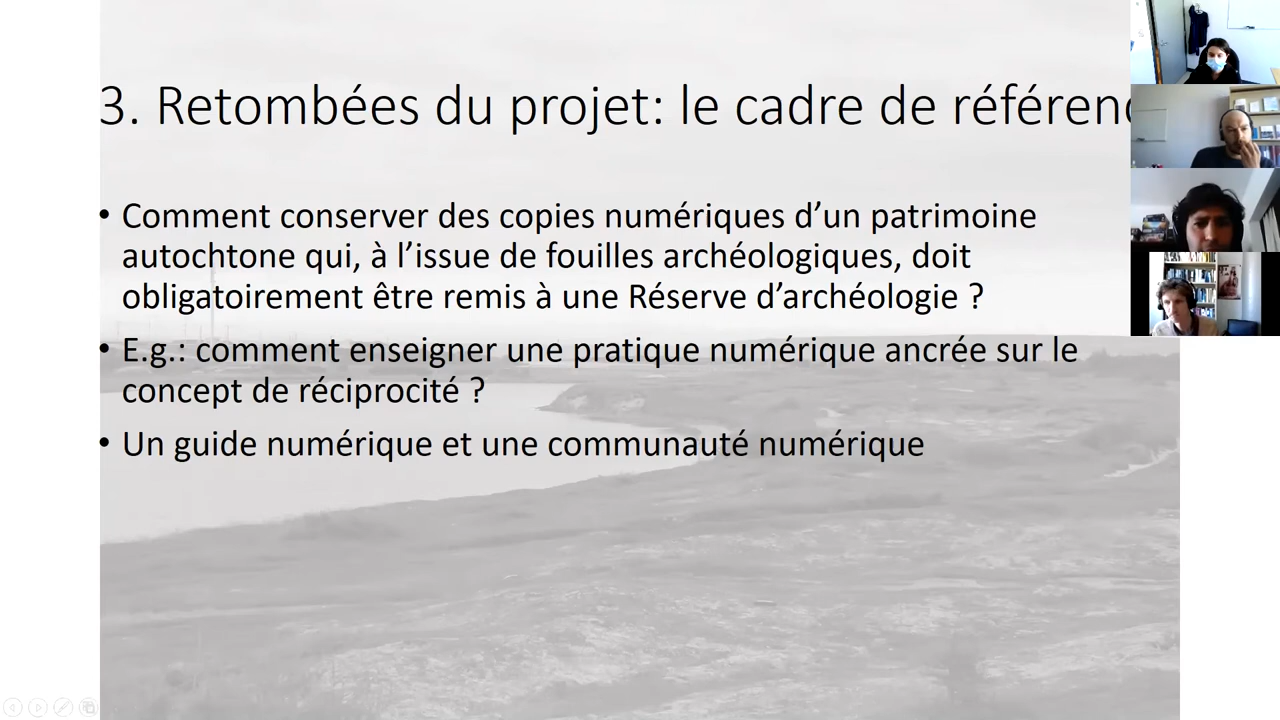 3. Retombées du projet: le cadre de référenc
• Comment conserver des copies numériques d’un patrimoine
autochtone qui, à l’issue de fouilles archéologiques, doit
obligatoirement être remis à une Réserve d’archéologie ?
• E.g.: comment enseigner une pratique numérique ancrée sur le
concept de réciprocité ?
• Un guide numérique et une communauté numérique